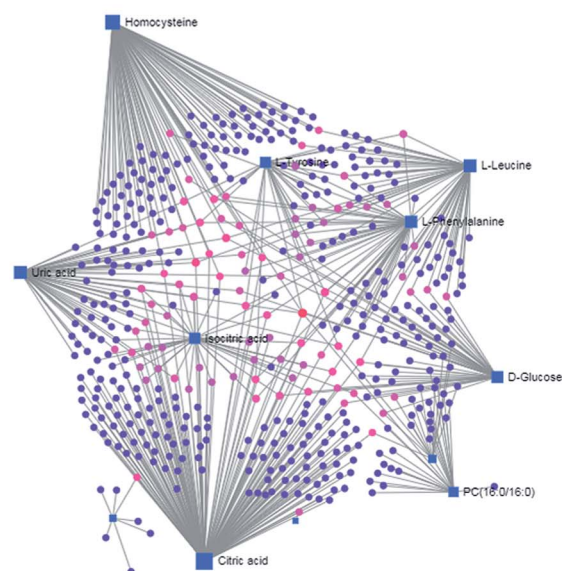 Homocysteine
L-Tyrosine
L-Leucine
L-Phenylalanine
Uric acid
Isocitric acid
D-Glucose
PC(16:0/16:0)
Citric acid